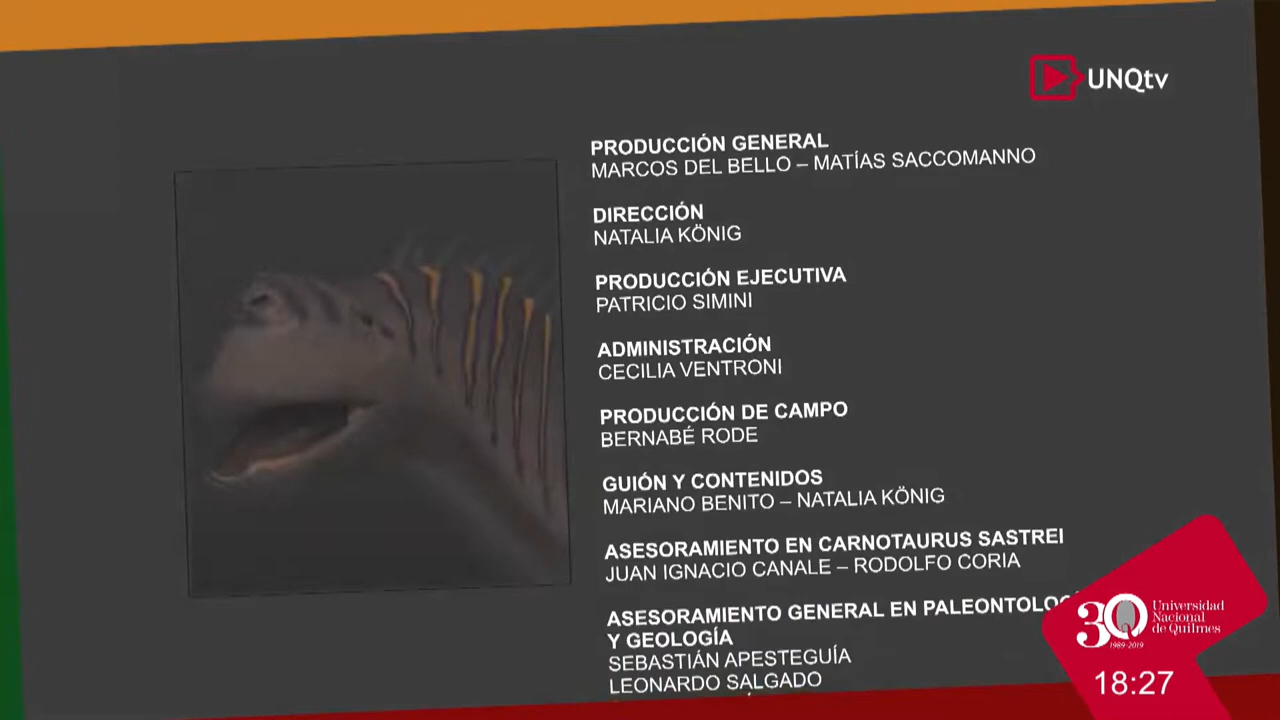 UNQtv
PRODUCCIÓN GENERAL
MARCOS DEL BELLO – MATÍAS SACCOMANNO
DIRECCIÓN
NATALIA KÖNIG
PRODUCCIÓN EJECUTIVA
PATRICIO SIMINI
ADMINISTRACIÓN
CECILIA VENTRONI
PRODUCCIÓN DE CAMPO
BERNABÉ RODE
GUIÓN Y CONTENIDOS
MARIANO BENITO – NATALIA KÖNIG
ASESORAMIENTO EN CARNOTAURUS SASTREI
JUAN IGNACIO CANALE – RODOLFO CORIA
ASESORAMIENTO GENERAL EN
Y GEOLOGÍA
SEBASTIÁN APESTEGUÍA
LEONARDO SALGADO
30
1989-2019
Universidad
Nacional
de Quilmes
18:27